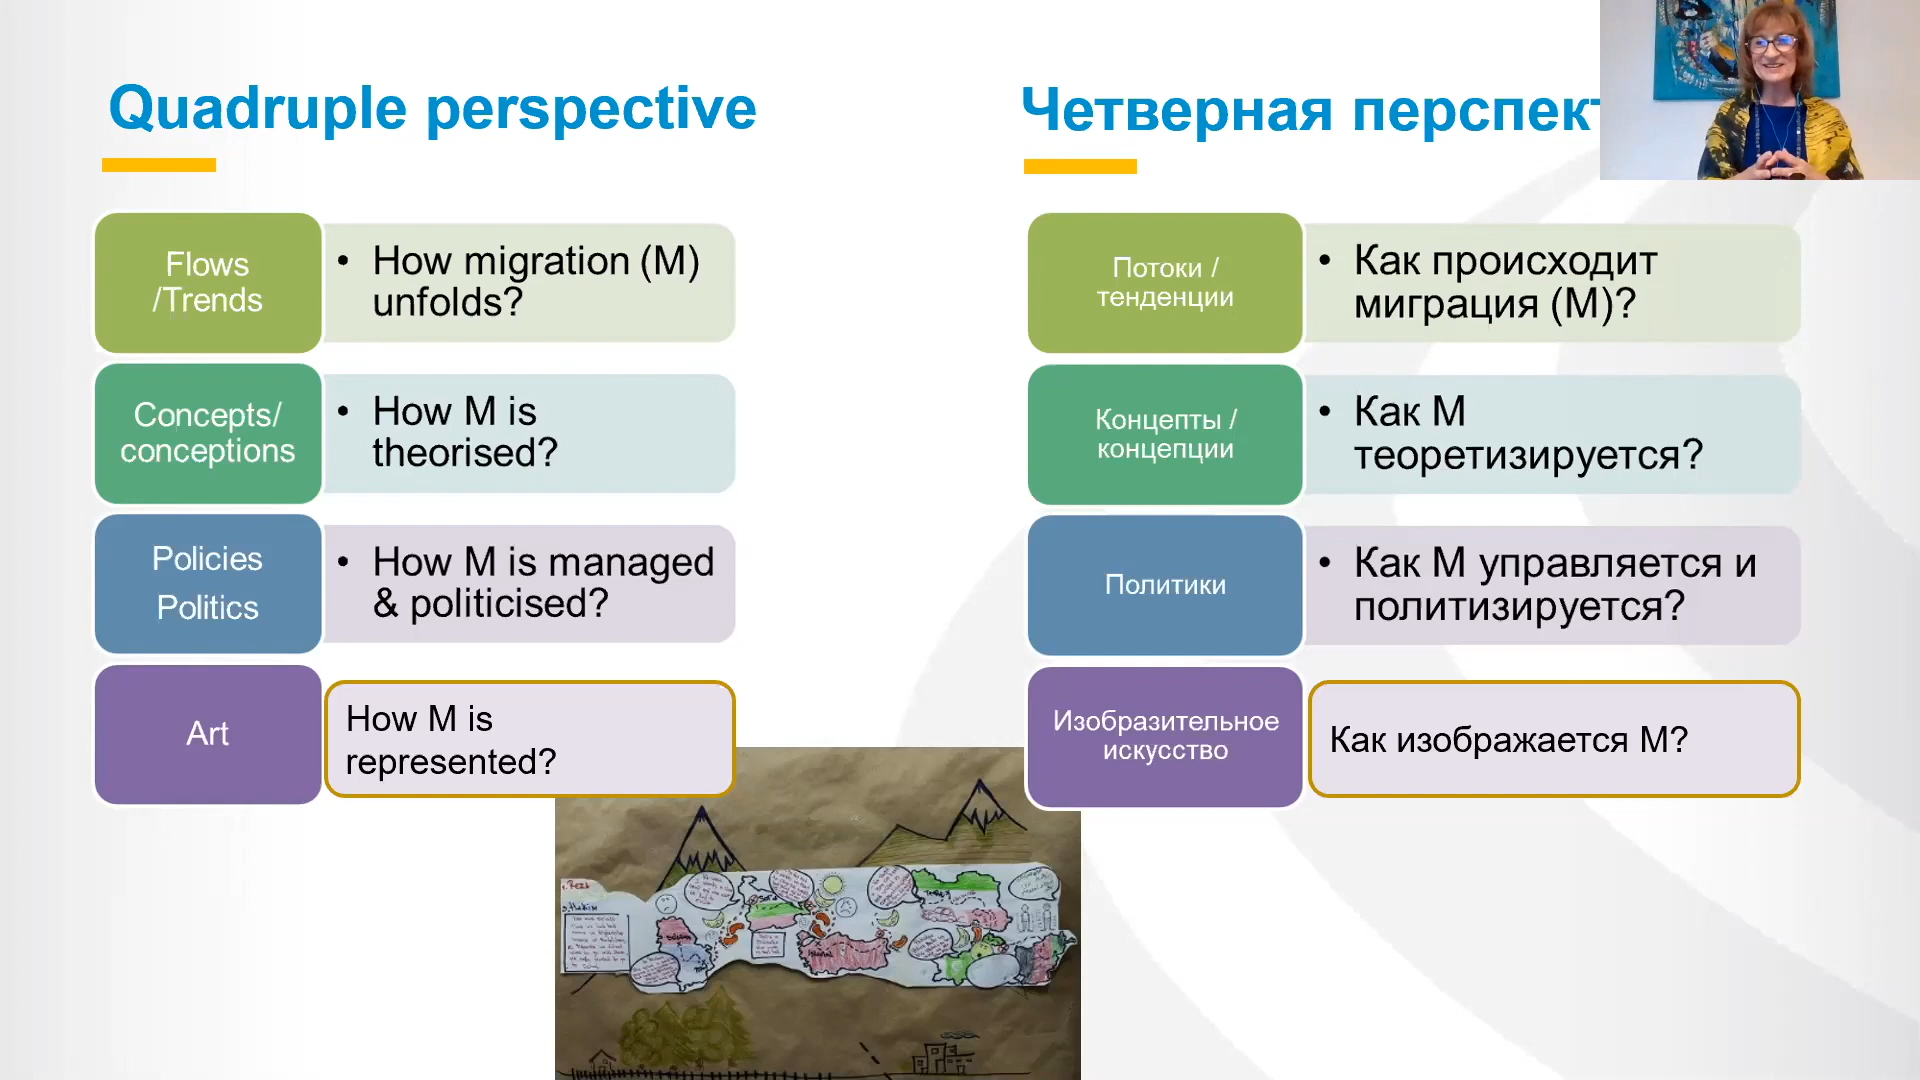 Quadruple perspective
Flows
/Trends
• How migration (M)
unfolds?
Concepts/
conceptions
• How M is
theorised?
Policies
Politics
• How M is managed
& politicised?
Art
How M is
represented?
Четверная перспек
Потоки /
тенденции
• Как происходит
миграция (М)?
Концепты /
концепции
• Как М
теоретизируется?
Политики
• Как М управляется и
политизируется?
Изобразительное
искусство
Как изображается М?